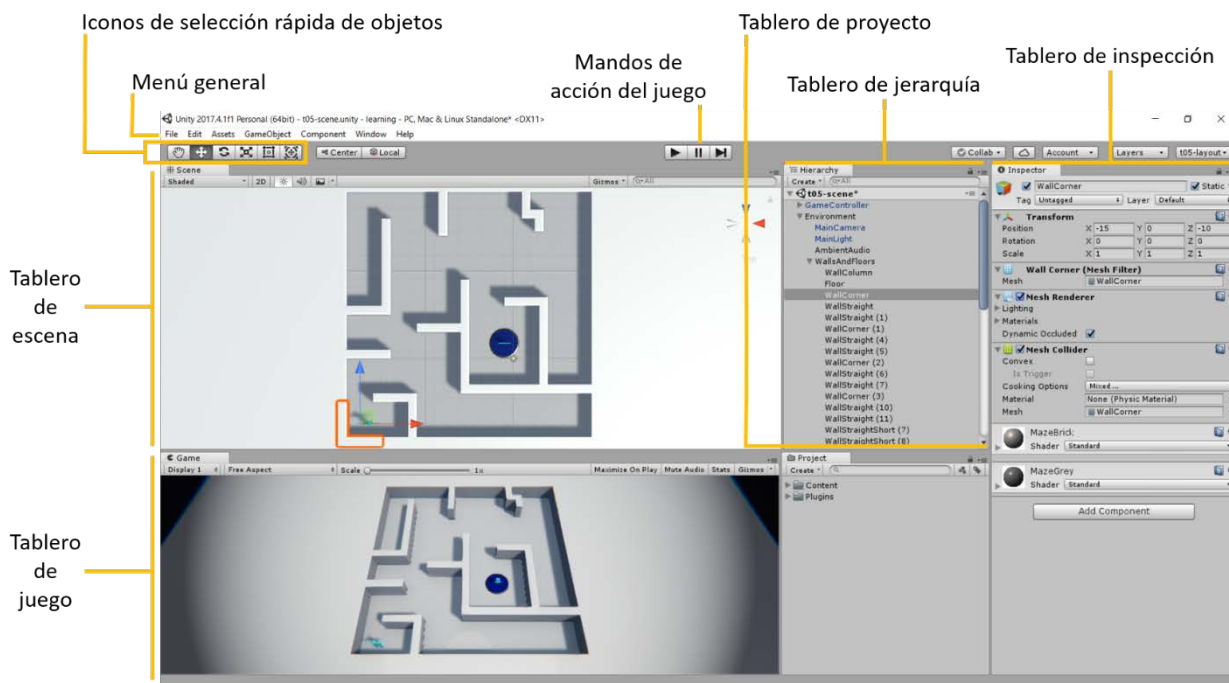 Iconos de selección rápida de objetos
Tablero de proyecto
Menú general
Mandos de
acción del juego
Tablero de jerarquía
Tablero de inspección
Unity 2017.4.1f1 Personal (64bit) - t05-scene.unity - learning - PC, Mac & Linux Standalone* <DX11>
File Edit Assets GameObject Component Window Help
Center Local
Collab Account Layers t05-layout
Scene
Shaded 2D Gizmos All
Hierarchy
Create All
t05-scene*
GameController
Environment
MainCamera
MainLight
AmbientAudio
WallsAndFloors
WallColumn
Floor
WallCorner
WallStraight
WallStraight (1)
WallCorner (1)
WallStraight (4)
WallStraight (5)
WallCorner (2)
WallStraight (6)
WallStraight (7)
WallCorner (3)
WallStraight (10)
WallStraight (11)
WallStraightShort (7)
WallStraightShort (8)
Inspector
WallCorner Static
Tag Untagged Layer Default
Transform
Position X -15 Y 0 Z -10
Rotation X 0 Y 0 Z 0
Scale X 1 Y 1 Z 1
Wall Corner (Mesh Filter)
Mesh WallCorner
Mesh Renderer
Lighting
Materials
Dynamic Occluded
Mesh Collider
Convex
Is Trigger
Cooking Options Mixed ...
Material None (Physic Material)
Mesh WallCorner
MazeBrick
Shader Standard
MazeGrey
Shader Standard
Add Component
Tablero
de
escena
Game
Display 1 Free Aspect Scale 1x Maximize On Play Mute Audio Stats Gizmos
Project
Create
Content
Plugins
Tablero
de
juego